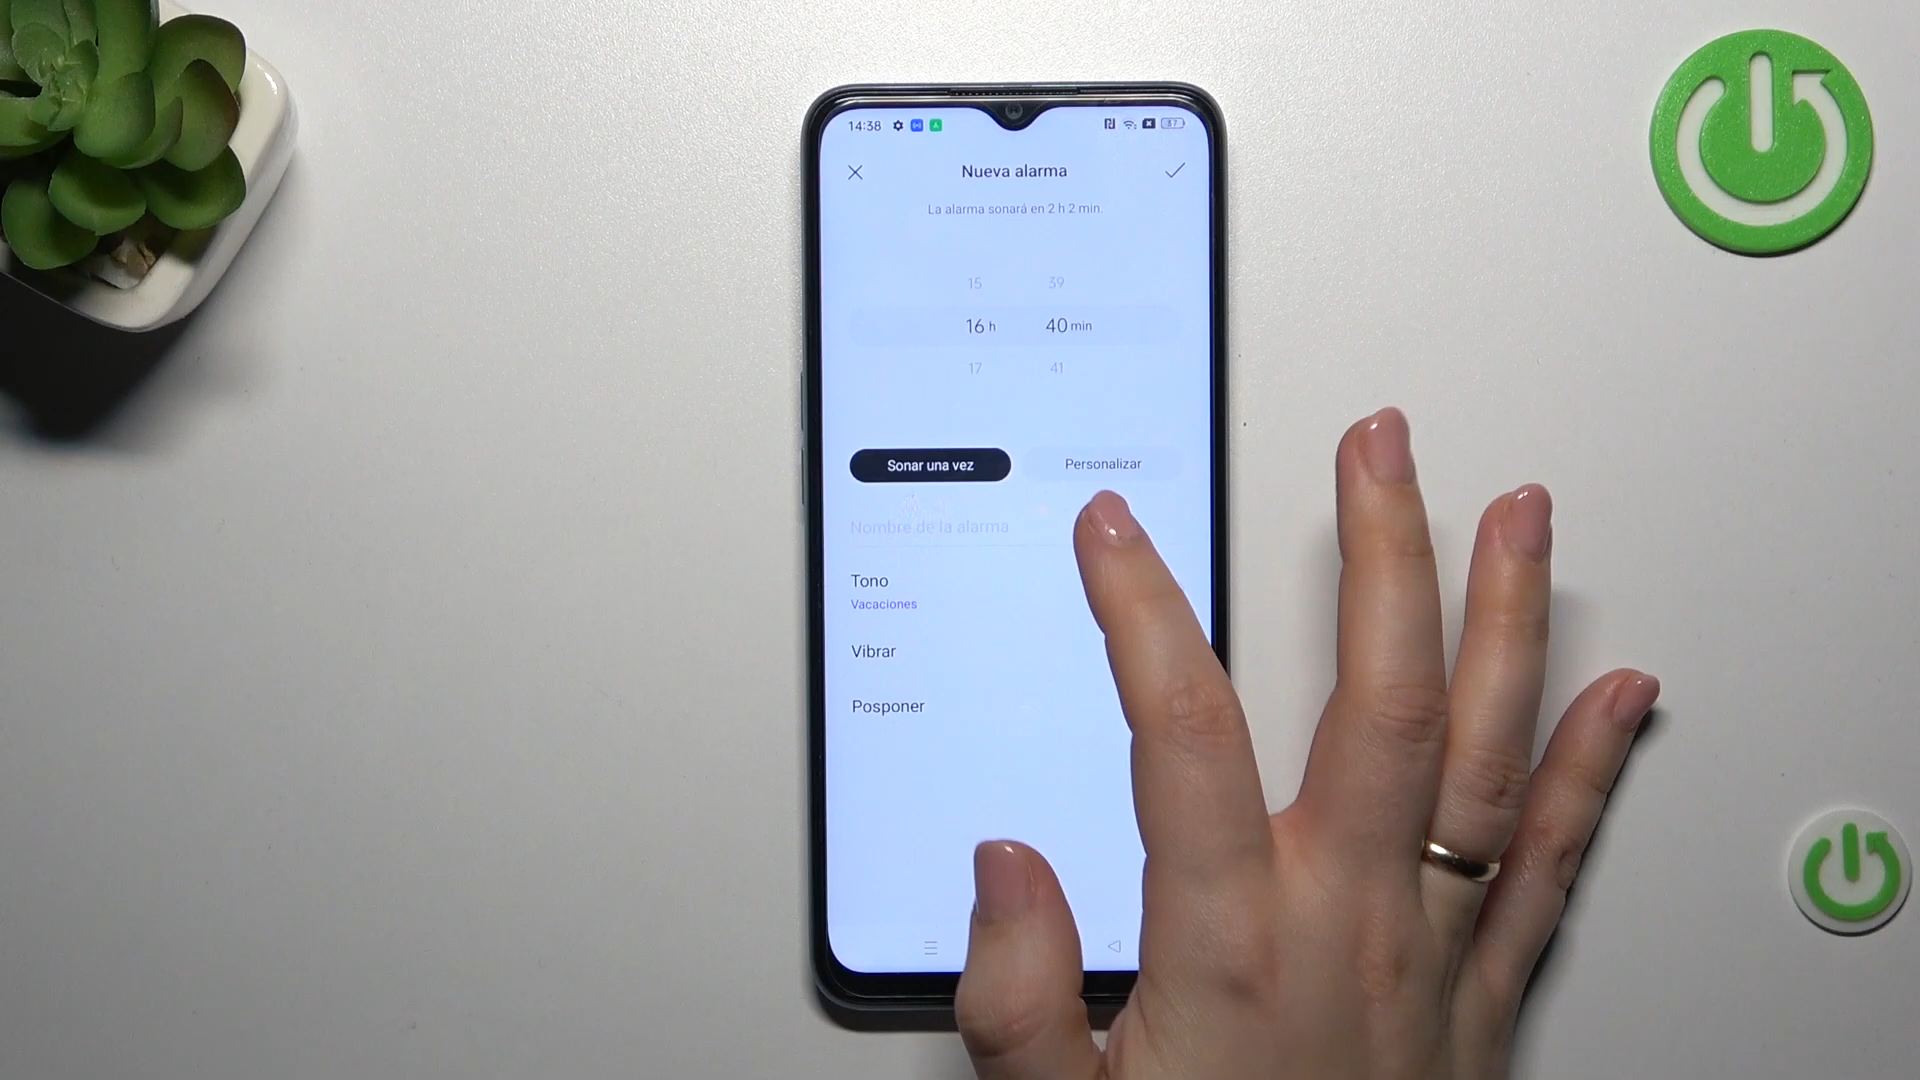 14:38
37
Nueva alarma
La alarma sonará en 2 h 2 min.
15 39
16 h 40 min
17 41
Sonar una vez Personalizar
Nombre de la alarma
Tono
Vacaciones
Vibrar
Posponer